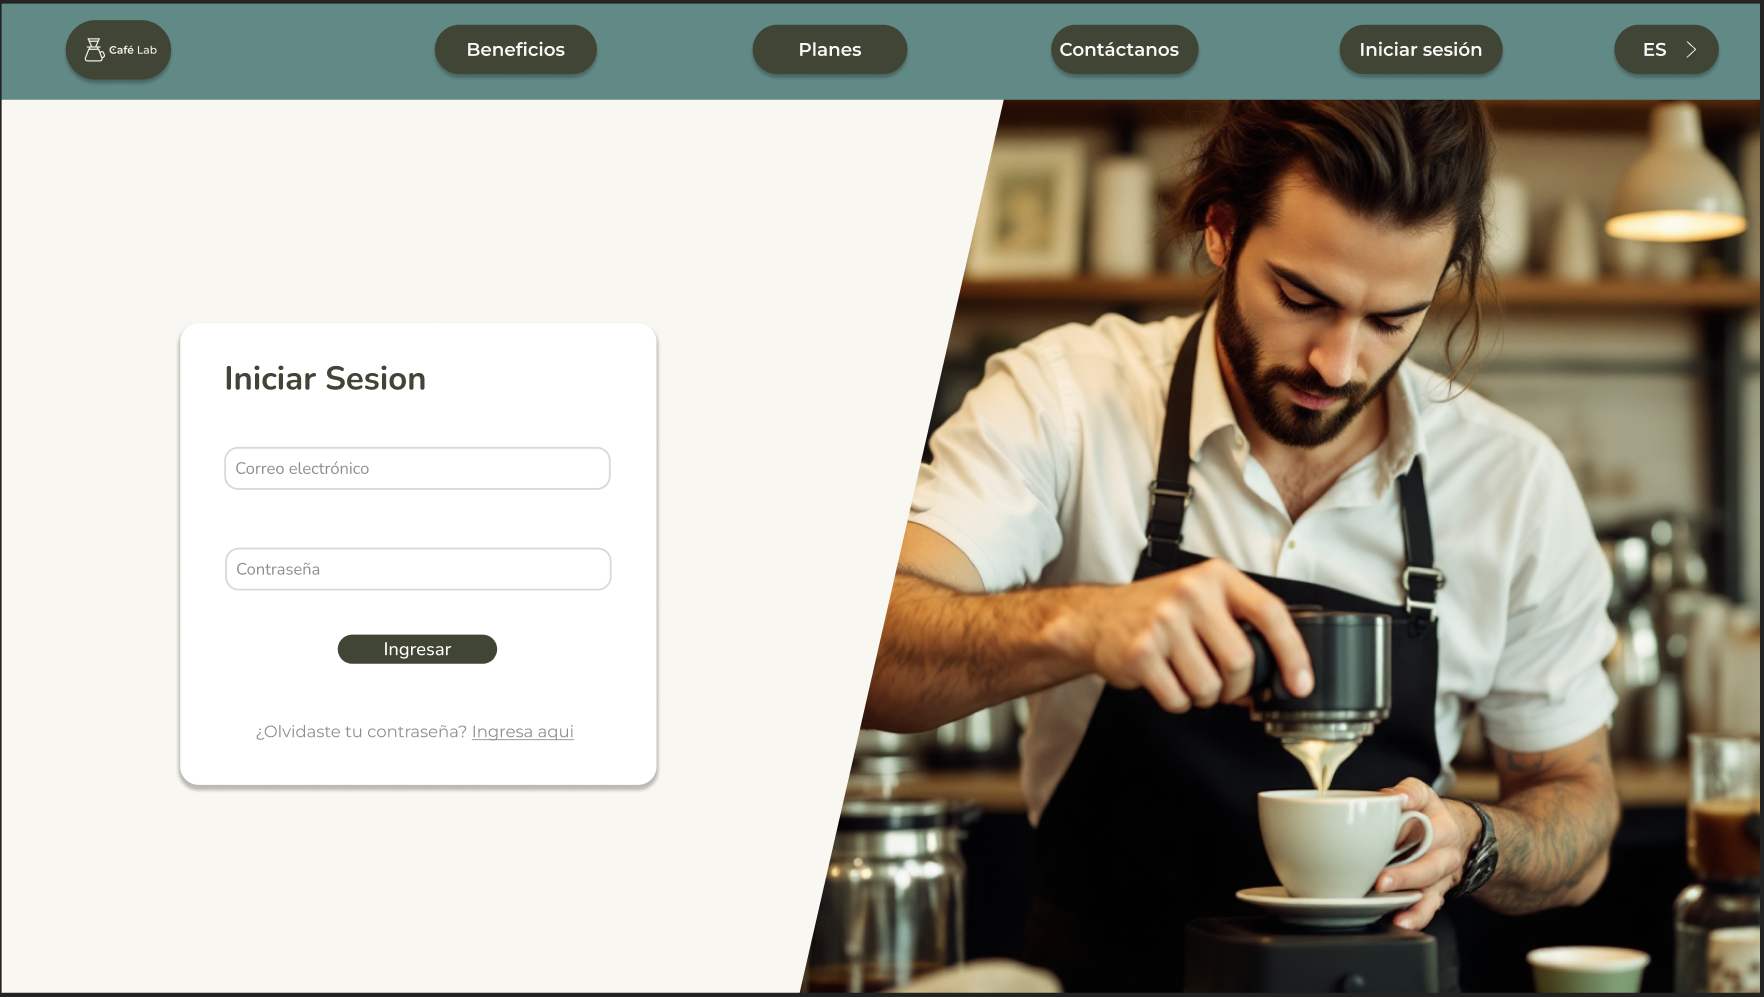 Café Lab
Beneficios
Planes
Contáctanos
Iniciar sesión
ES
Iniciar Sesion
Correo electrónico
Contraseña
Ingresar
¿Olvidaste tu contraseña? Ingresa aqui